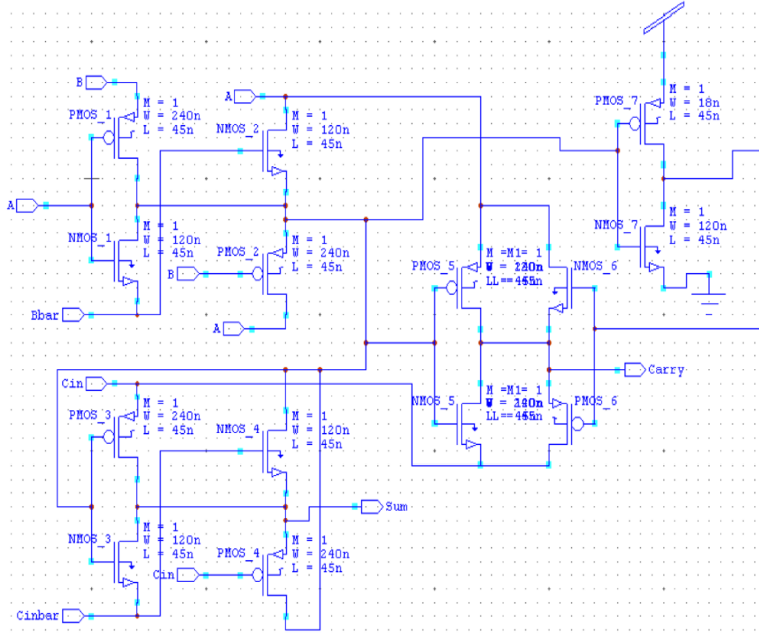 B
PMOS_1
M = 1
W = 240n
L = 45n
A
NMOS_2
M = 1
W = 120n
L = 45n
PMOS_7
M = 1
W = 18n
L = 45n
A
NMOS_1
M = 1
W = 120n
L = 45n
B
PMOS_2
M = 1
W = 240n
L = 45n
NMOS_7
M = 1
W = 120n
L = 45n
PMOS_5
NMOS_6
Bbar
A
Carry
Cin
PMOS_3
M = 1
W = 240n
L = 45n
NMOS_4
M = 1
W = 120n
L = 45n
NMOS_5
PMOS_6
Sum
NMOS_3
M = 1
W = 120n
L = 45n
PMOS_4
Cin
M = 1
W = 240n
L = 45n
Cinbar